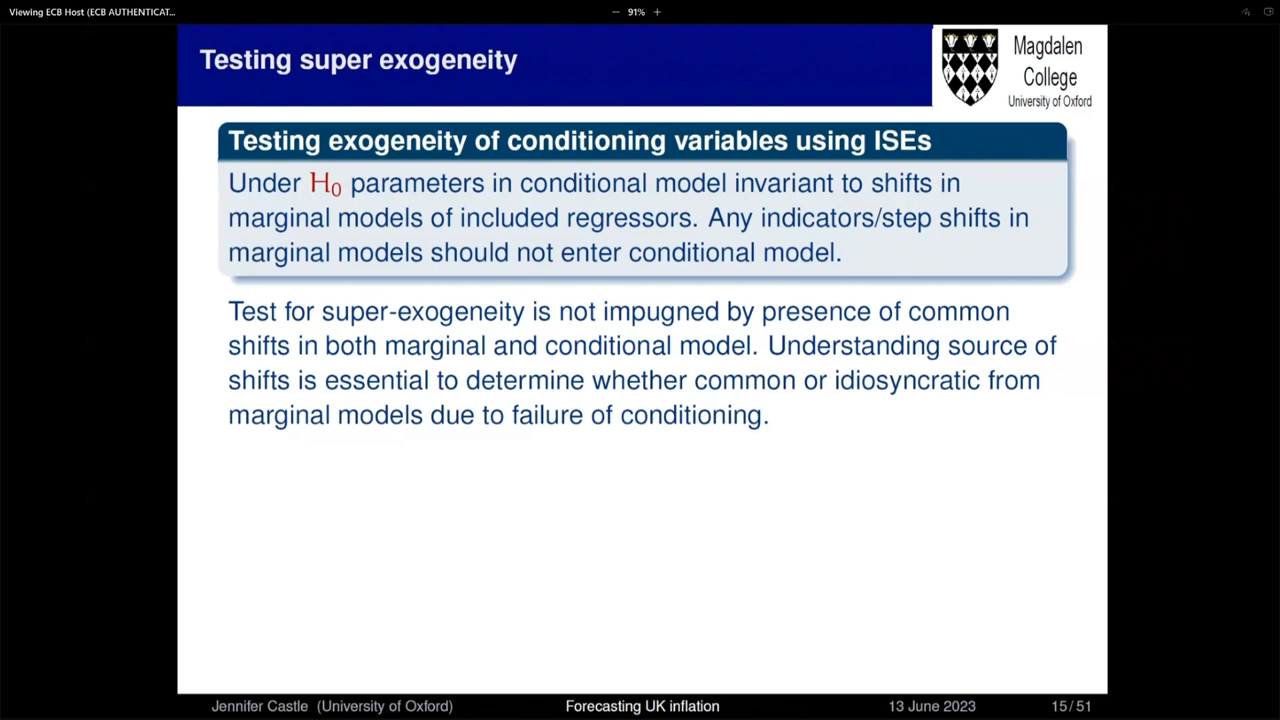 Viewing ECB Host (ECB AUTHENTICAT...
− 91% +
Testing super exogeneity
Magdalen
College
University of Oxford
Testing exogeneity of conditioning variables using ISEs
Under H0 parameters in conditional model invariant to shifts in
marginal models of included regressors. Any indicators/step shifts in
marginal models should not enter conditional model.
Test for super-exogeneity is not impugned by presence of common
shifts in both marginal and conditional model. Understanding source of
shifts is essential to determine whether common or idiosyncratic from
marginal models due to failure of conditioning.
Jennifer Castle (University of Oxford) Forecasting UK inflation 13 June 2023 15 / 51